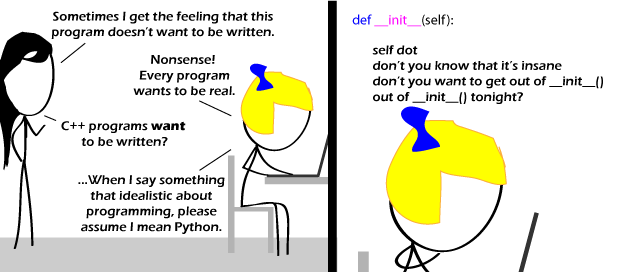 Sometimes I get the feeling that this
program doesn't want to be written.
Nonsense!
Every program
wants to be real.
C++ programs want
to be written?
...When I say something
that idealistic about
programming, please
assume I mean Python.
def __init__(self):
self dot
don't you know that it's insane
don't you want to get out of __init__()
out of __init__() tonight?